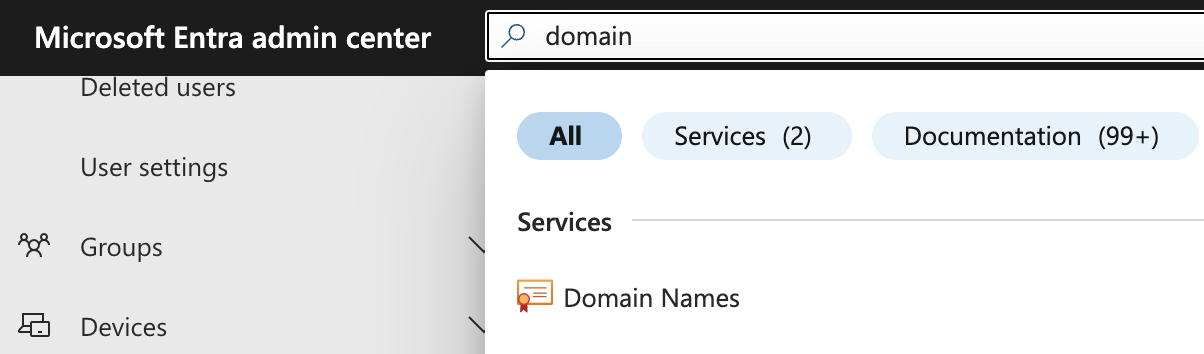 Microsoft Entra admin center
domain
Deleted users
User settings
Groups
Devices
All
Services (2)
Documentation (99+)
Services
Domain Names